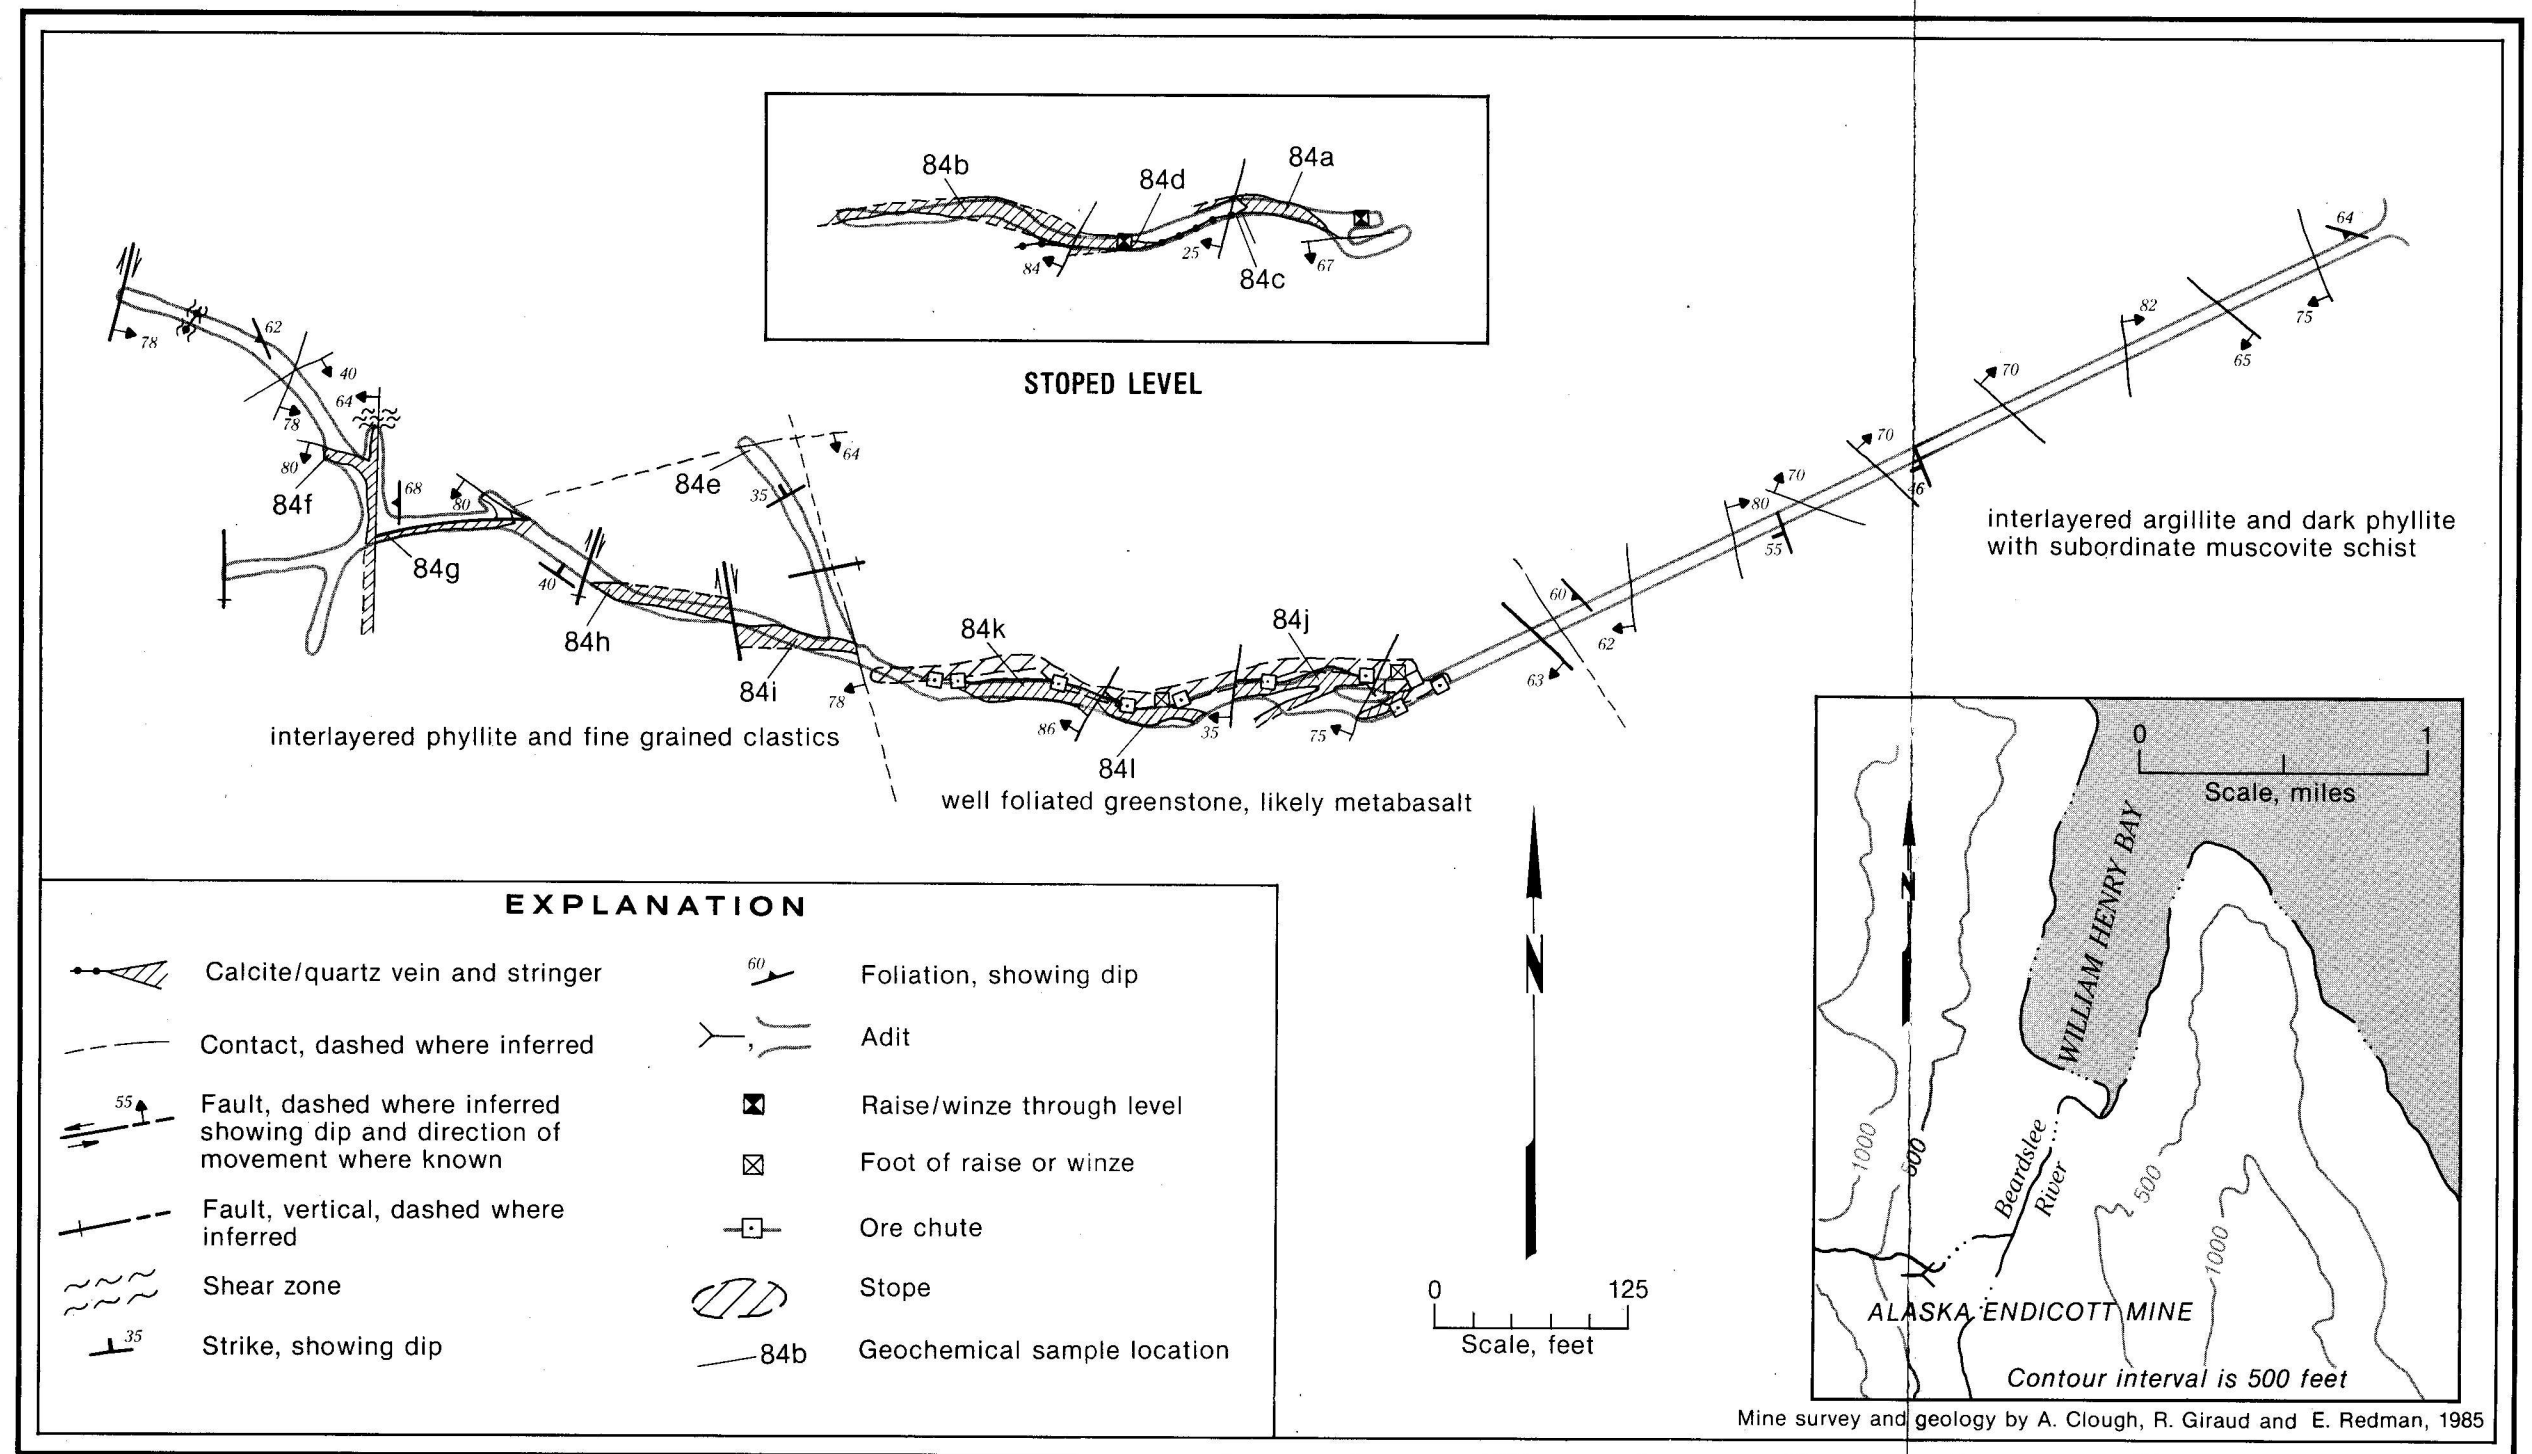 84b
84d
84a
84
25
84c
67
STOPED LEVEL
64
82
75
65
70
70
70
80
46
55
60
62
63
interlayered argillite and dark phyllite
with subordinate muscovite schist
78
62
40
78
64
80
84f
68
80
84g
40
84h
84e
35
64
84i
78
84k
84j
86
84l
35
75
interlayered phyllite and fine grained clastics
well foliated greenstone, likely metabasalt
EXPLANATION
Calcite/quartz vein and stringer
Contact, dashed where inferred
55
Fault, dashed where inferred
showing dip and direction of
movement where known
Fault, vertical, dashed where
inferred
Shear zone
35
Strike, showing dip
60
Foliation, showing dip
Adit
Raise/winze through level
Foot of raise or winze
Ore chute
Stope
84b
Geochemical sample location
N
0 125
Scale, feet
0 1
Scale, miles
N
WILLIAM HENRY BAY
1000
500
Beardslee
River
500
1000
ALASKA ENDICOTT MINE
Contour interval is 500 feet
Mine survey and geology by A. Clough, R. Giraud and E. Redman, 1985